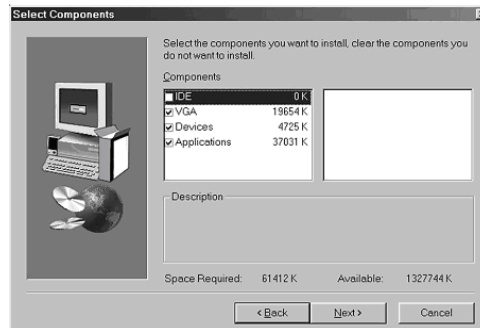 Select Components
Select the components you want to install, clear the components you
do not want to install.
Components
IDE 0 K
VGA 19654 K
Devices 4725 K
Applications 37031 K
Description
Space Required: 61412 K Available: 1327744 K
< Back Next > Cancel